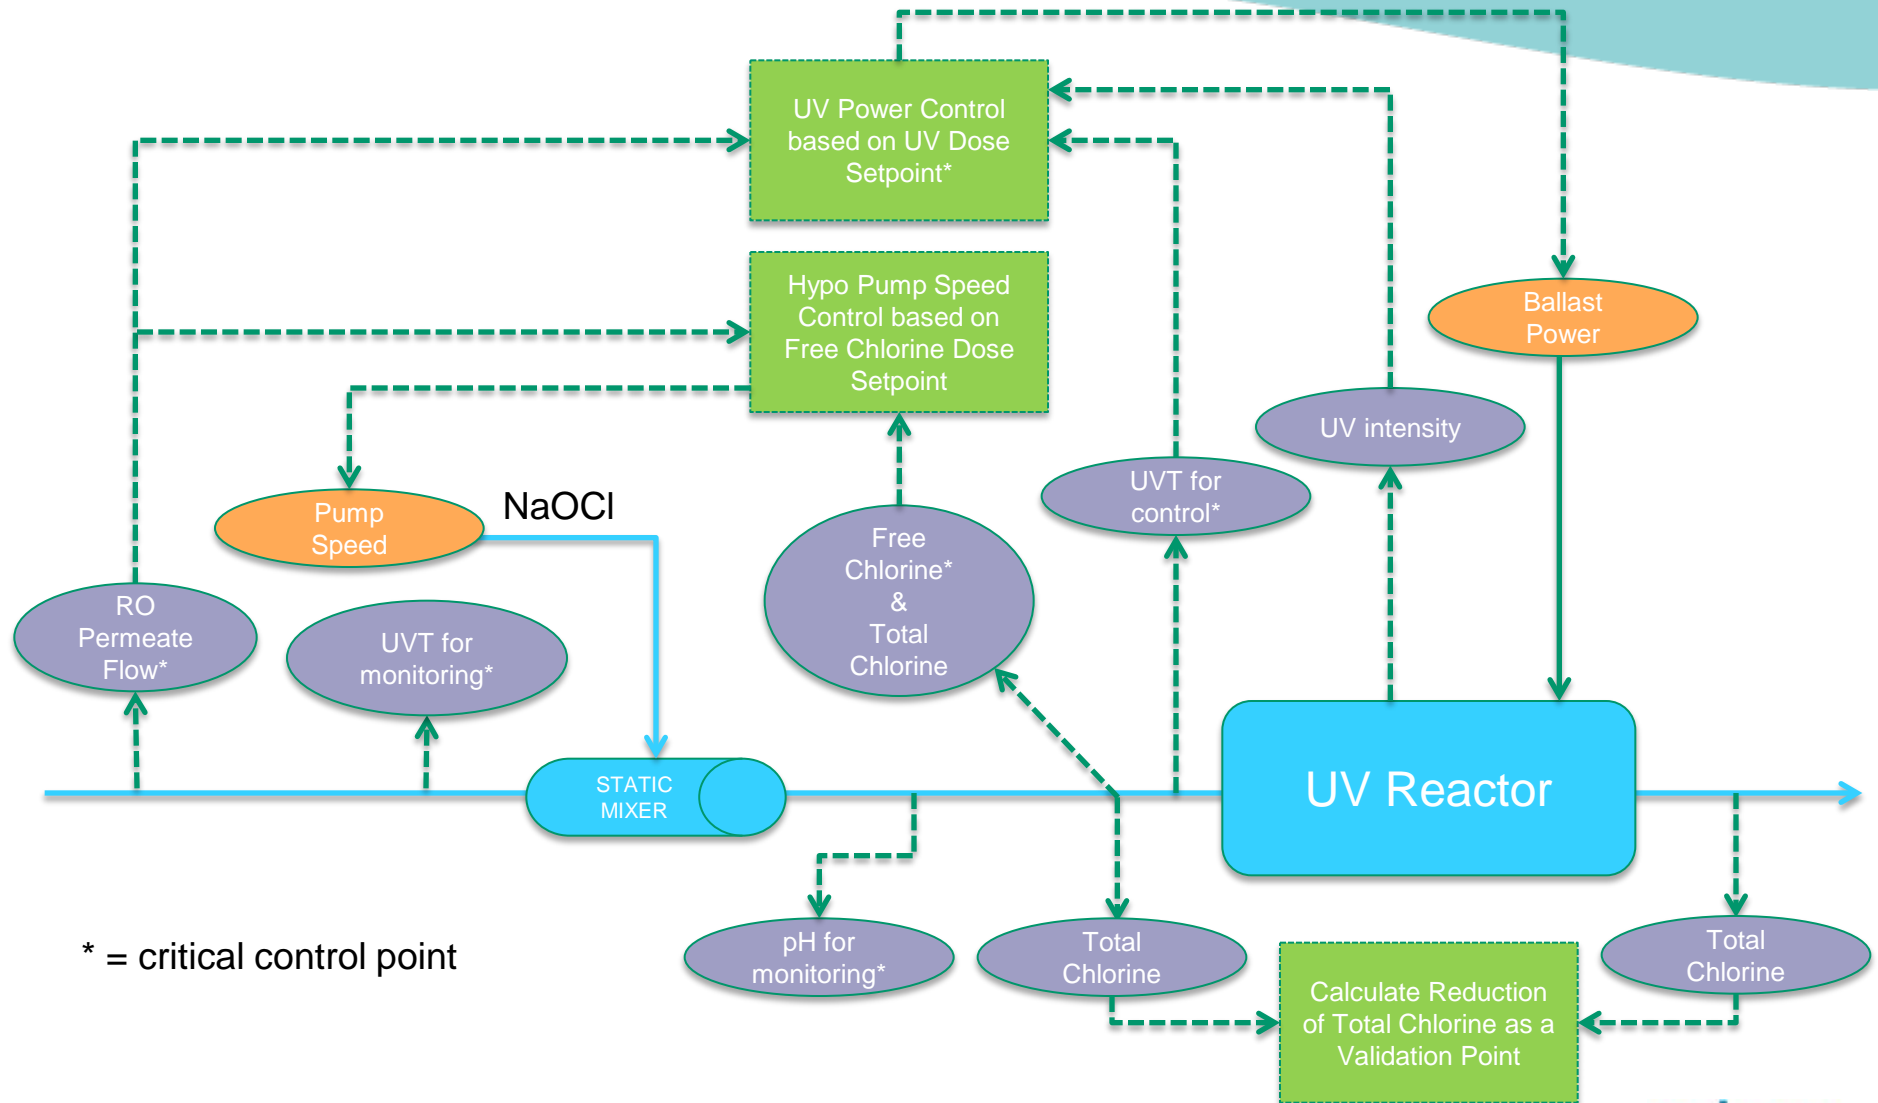 UV Power Control
based on UV Dose
Setpoint*
Hypo Pump Speed
Control based on
Free Chlorine Dose
Setpoint
Ballast
Power
UV intensity
UVT for
control*
Pump
Speed
NaOCl
Free
Chlorine*
&
Total
Chlorine
RO
Permeate
Flow*
UVT for
monitoring*
STATIC
MIXER
UV Reactor
* = critical control point
pH for
monitoring*
Total
Chlorine
Total
Chlorine
Calculate Reduction
of Total Chlorine as a
Validation Point